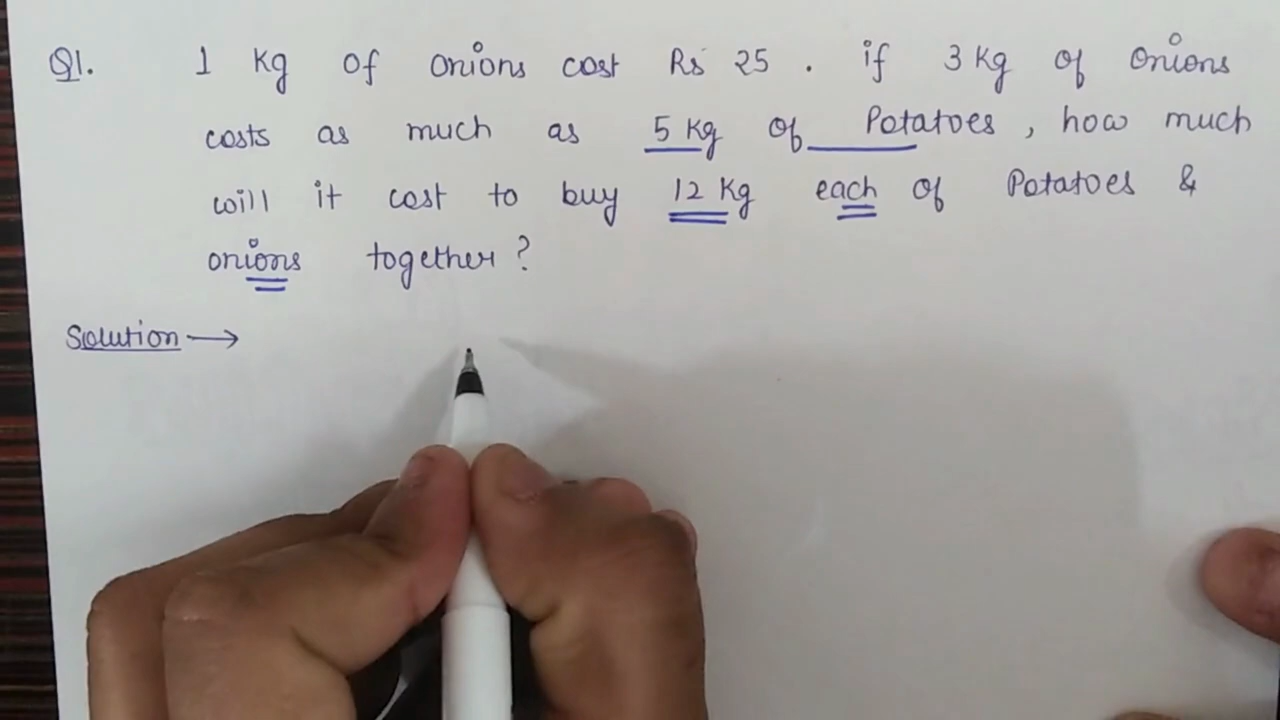 Q1. 1 Kg of onions cost Rs 25 . if 3 Kg of onions
costs as much as 5 Kg of Potatoes , how much
will it cost to buy 12 Kg each of Potatoes &
onions together ?
Solution →